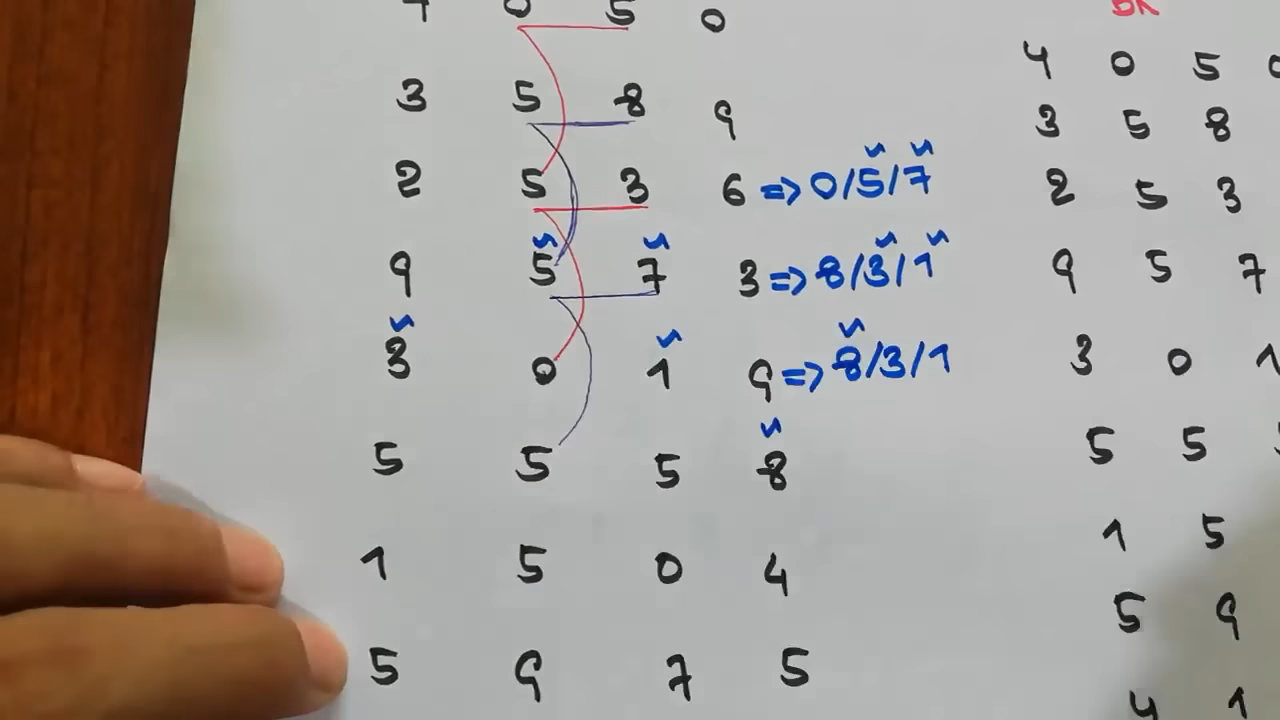 4 0 5 0
3 5 8 9
2 5 3 6 => 0/5/7
9 5 7 3 => 8/3/1
3 0 1 9 => 8/3/1
5 5 5 8
1 5 0 4
5 9 7 5
4 0 5 0
3 5 8
2 5 3
9 5 7
3 0 1
5 5
1 5
5 9
4 1